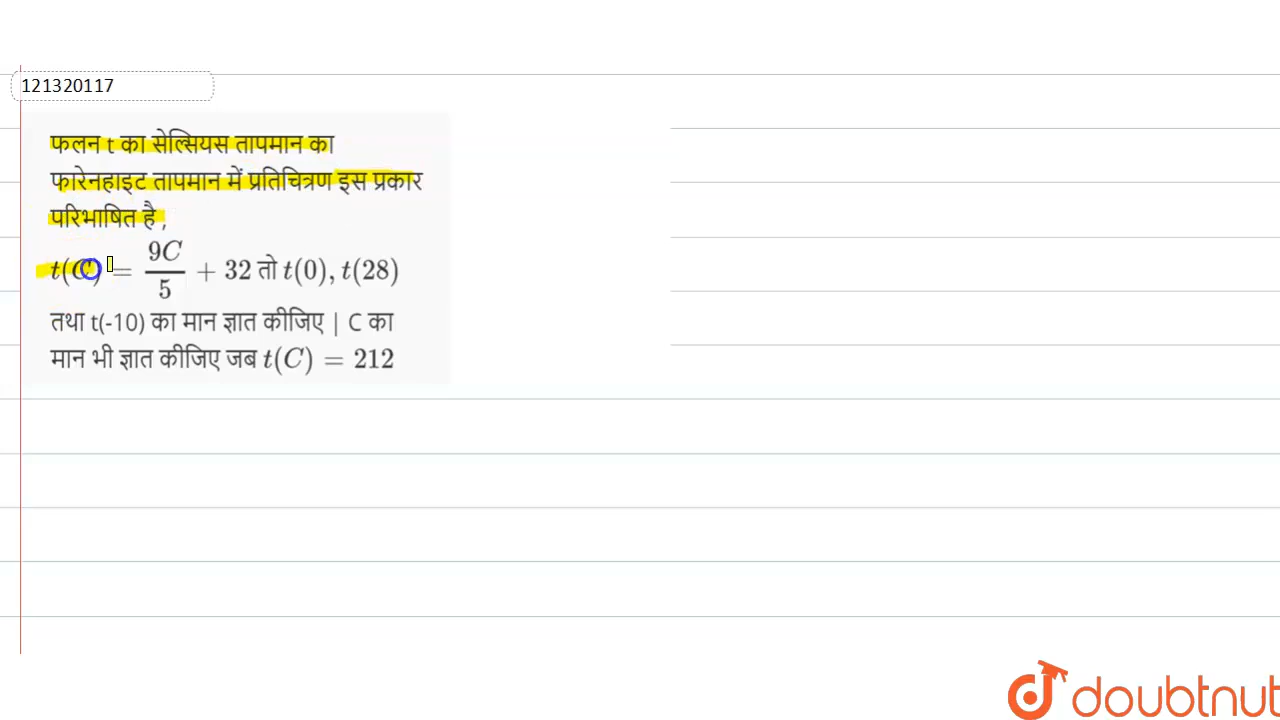 121320117
फलन t का सेल्सियस तापमान का
फारेनहाइट तापमान में प्रतिचित्रण इस प्रकार
परिभाषित है ,
t(C) = 9C/5 + 32 तो t(0), t(28)
तथा t(-10) का मान ज्ञात कीजिए | C का
मान भी ज्ञात कीजिए जब t(C) = 212
doubtnut